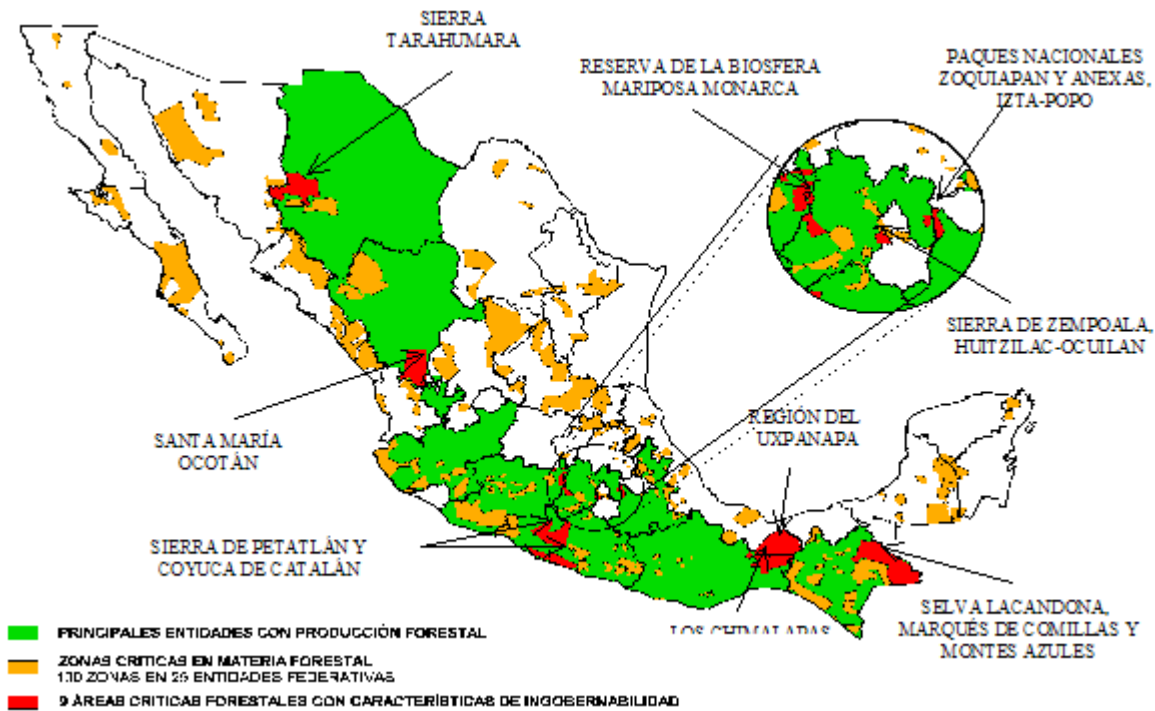 SIERRA
TARAHUMARA
RESERVA DE LA BIOSFERA
MARIPOSA MONARCA
PAQUES NACIONALES
ZOQUIAPAN Y ANEXAS,
IZTA-POPO
SIERRA DE ZEMPOALA,
HUITZILAC-OCUILAN
REGIÓN DEL
UXPANAPA
SANTA MARÍA
OCOTÁN
SIERRA DE PETATLÁN Y
COYUCA DE CATALÁN
LOS CHIMALAPAS
SELVA LACANDONA,
MARQUÉS DE COMILLAS Y
MONTES AZULES
PRINCIPALES ENTIDADES CON PRODUCCIÓN FORESTAL
ZONAS CRITICAS EN MATERIA FORESTAL
ZONAS EN 25 ENTIDADES FEDERATIVAS
9 ÁREAS CRITICAS FORESTALES CON CARACTERÍSTICAS DE INGOBERNABILIDAD